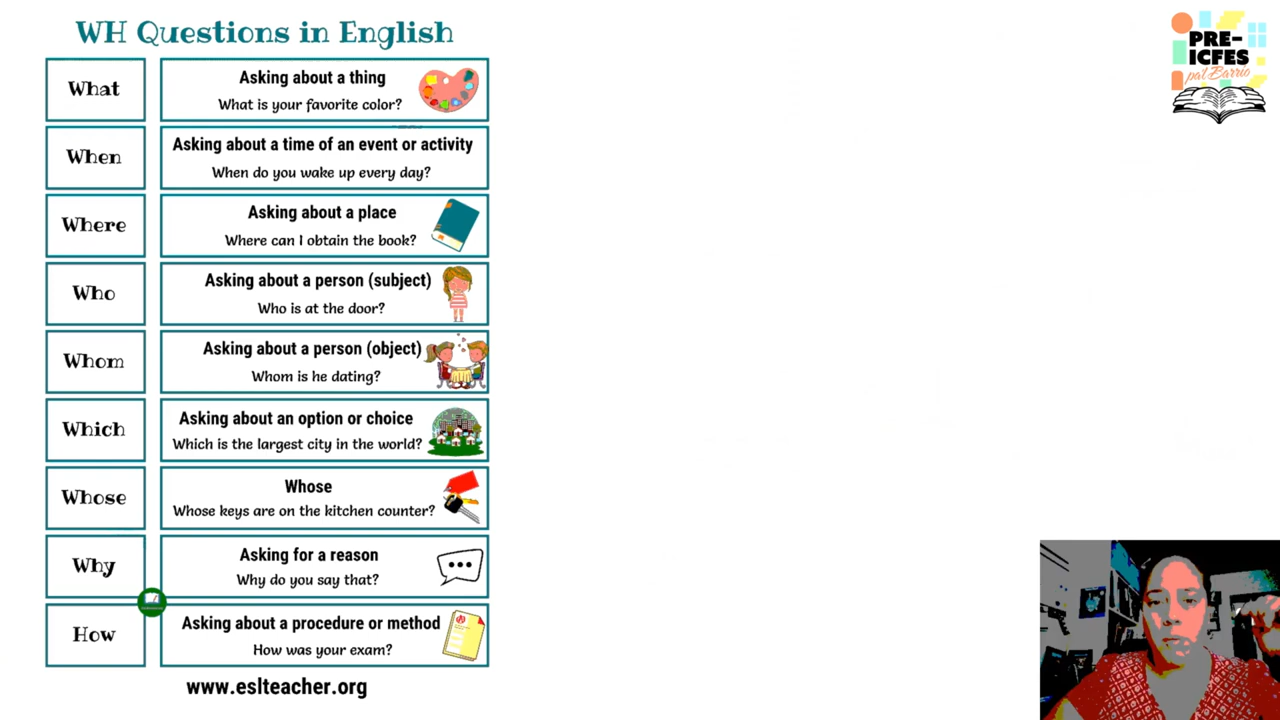 WH Questions in English
What
Asking about a thing
What is your favorite color?
When
Asking about a time of an event or activity
When do you wake up every day?
Where
Asking about a place
Where can I obtain the book?
Who
Asking about a person (subject)
Who is at the door?
Whom
Asking about a person (object)
Whom is he dating?
Which
Asking about an option or choice
Which is the largest city in the world?
Whose
Whose
Whose keys are on the kitchen counter?
Why
Asking for a reason
Why do you say that?
How
Asking about a procedure or method
How was your exam?
www.eslteacher.org
PRE-
ICFES
pa'l Barrio